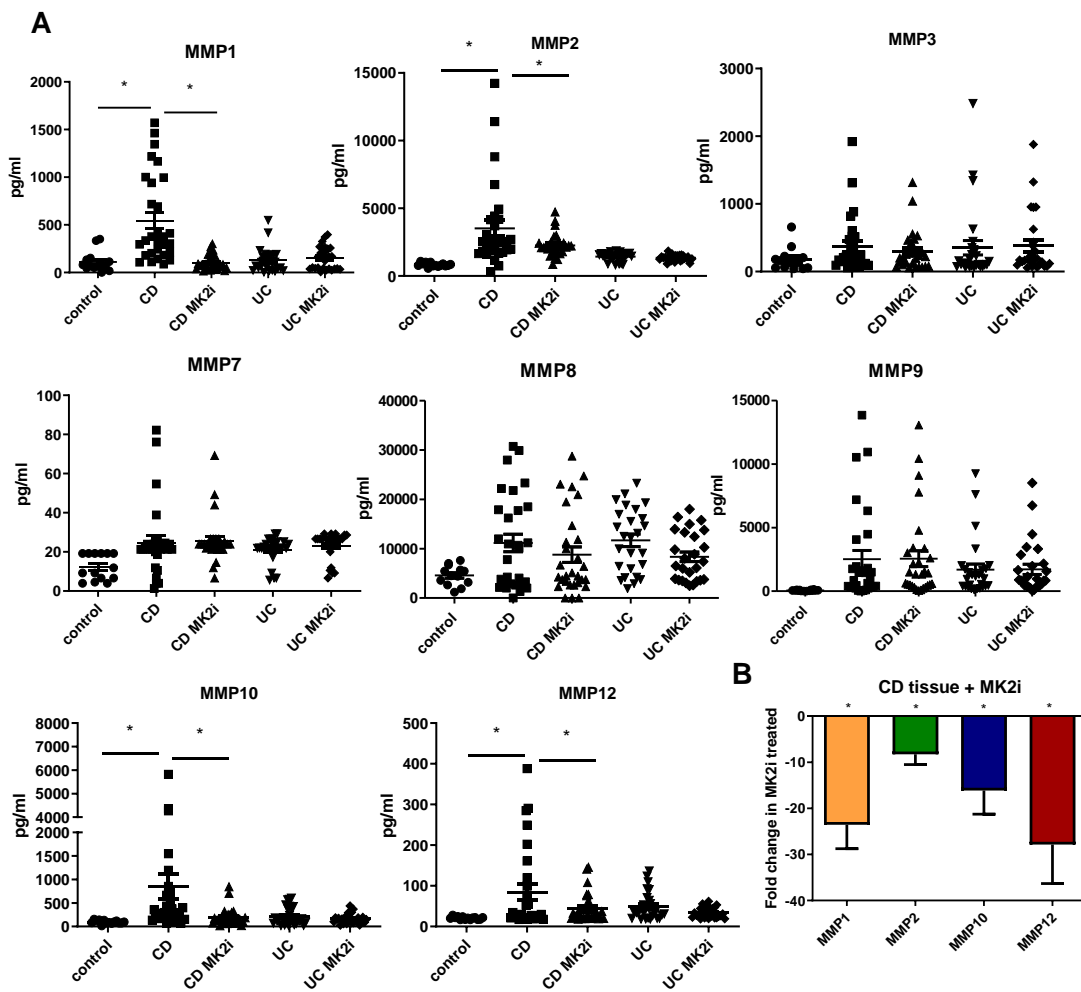 A
MMP1
2000
1500
1000
500
0
pg/ml
* *
control
CD
CD MK2i
UC
UC MK2i
MMP2
15000
10000
5000
0
pg/ml
* *
control
CD
CD MK2i
UC
UC MK2i
MMP3
3000
2000
1000
0
pg/ml
control
CD
CD MK2i
UC
UC MK2i
MMP7
100
80
60
40
20
0
pg/ml
control
CD
CD MK2i
UC
UC MK2i
MMP8
40000
30000
20000
10000
0
pg/ml
control
CD
CD MK2i
UC
UC MK2i
MMP9
15000
10000
5000
0
pg/ml
control
CD
CD MK2i
UC
UC MK2i
MMP10
8000
7000
6000
5000
4000
2000
1500
1000
500
0
pg/ml
* *
control
CD
CD MK2i
UC
UC MK2i
MMP12
500
400
300
200
100
0
pg/ml
* *
control
CD
CD MK2i
UC
UC MK2i
B
CD tissue + MK2i
* * * *
0
-10
-20
-30
-40
Fold change in MK2i treated
MMP1
MMP2
MMP10
MMP12